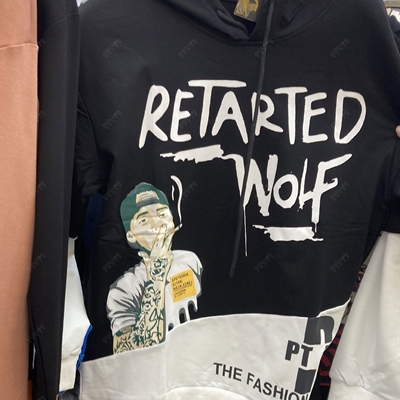 RETARTED
WOLF
PT
THE FASHION